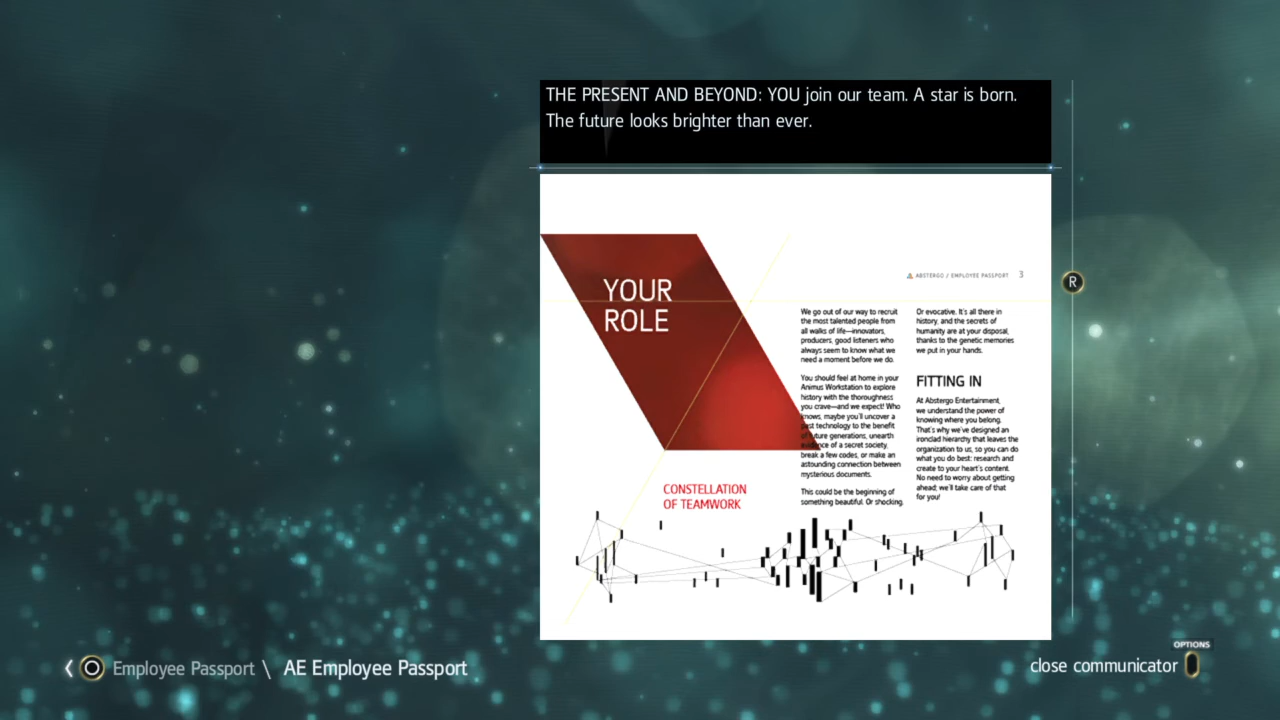 THE PRESENT AND BEYOND: YOU join our team. A star is born.
The future looks brighter than ever.
YOUR
ROLE
ABSTERGO / EMPLOYEE PASSPORT 3
We go out of our way to recruit
the most talented people from
all walks of life—innovators,
producers, good listeners who
always seem to know what we
need a moment before we do.
You should feel at home in your
Animus Workstation to explore
history with the thoroughness
you crave—and we expect! Who
knows, maybe you'll uncover a
past technology to the benefit
of future generations, unearth
evidence of a secret society,
break a few codes, or make an
astounding connection between
mysterious documents.
This could be the beginning of
something beautiful. Or shocking.
Or evocative. It's all there in
history, and the secrets of
humanity are at your disposal,
thanks to the genetic memories
we put in your hands.
FITTING IN
At Abstergo Entertainment,
we understand the power of
knowing where you belong.
That's why we've designed an
ironclad hierarchy that leaves the
organization to us, so you can do
what you do best: research and
create to your heart's content.
No need to worry about getting
ahead; we'll take care of that
for you!
CONSTELLATION
OF TEAMWORK
R
Employee Passport \ AE Employee Passport
OPTIONS
close communicator